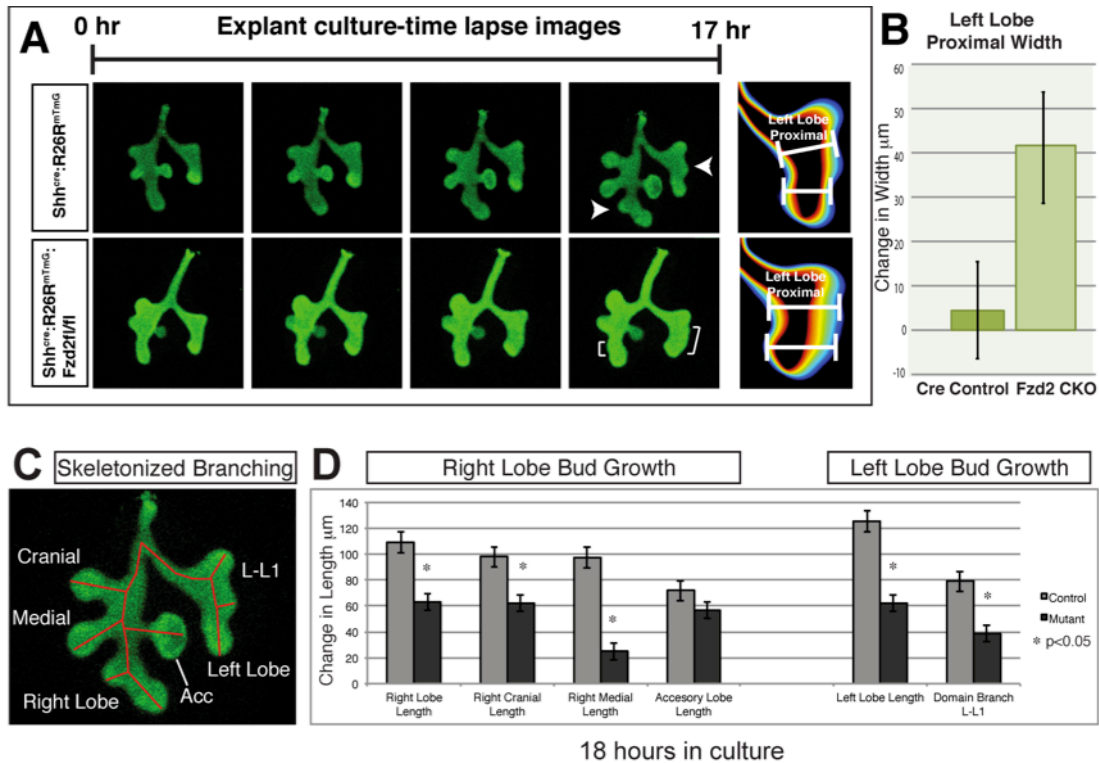 A
0 hr
Explant culture-time lapse images
17 hr
Shhcre:R26RmTmG
Left Lobe
Proximal
Shhcre:R26RmTmG:
Fzd2fl/fl
Left Lobe
Proximal
B
Left Lobe
Proximal Width
Change in Width µm
60
50
40
30
20
10
0
-10
Cre Control
Fzd2 CKO
C
Skeletonized Branching
Cranial
Medial
Right Lobe
Acc
Left Lobe
L-L1
D
Right Lobe Bud Growth
Left Lobe Bud Growth
Change in Length µm
140
120
100
80
60
40
20
0
*
*
*
*
*
Right Lobe
Length
Right Cranial
Length
Right Medial
Length
Accesory Lobe
Length
Left Lobe Length
Domain Branch
L-L1
Control
Mutant
* p<0.05
18 hours in culture